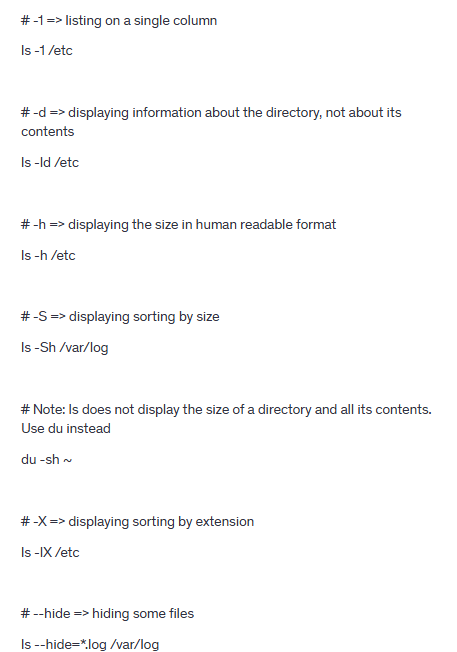 # -1 => listing on a single column
ls -1 /etc
# -d => displaying information about the directory, not about its
contents
ls -ld /etc
# -h => displaying the size in human readable format
ls -h /etc
# -S => displaying sorting by size
ls -Sh /var/log
# Note: ls does not display the size of a directory and all its contents.
Use du instead
du -sh ~
# -X => displaying sorting by extension
ls -lX /etc
# --hide => hiding some files
ls --hide=*.log /var/log